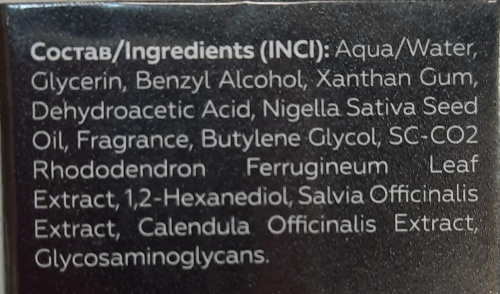 Состав/Ingredients (INCI): Aqua/Water,
Glycerin, Benzyl Alcohol, Xanthan Gum,
Dehydroacetic Acid, Nigella Sativa Seed
Oil, Fragrance, Butylene Glycol, SC-CO2
Rhododendron Ferrugineum Leaf
Extract, 1,2-Hexanediol, Salvia Officinalis
Extract, Calendula Officinalis Extract,
Glycosaminoglycans.